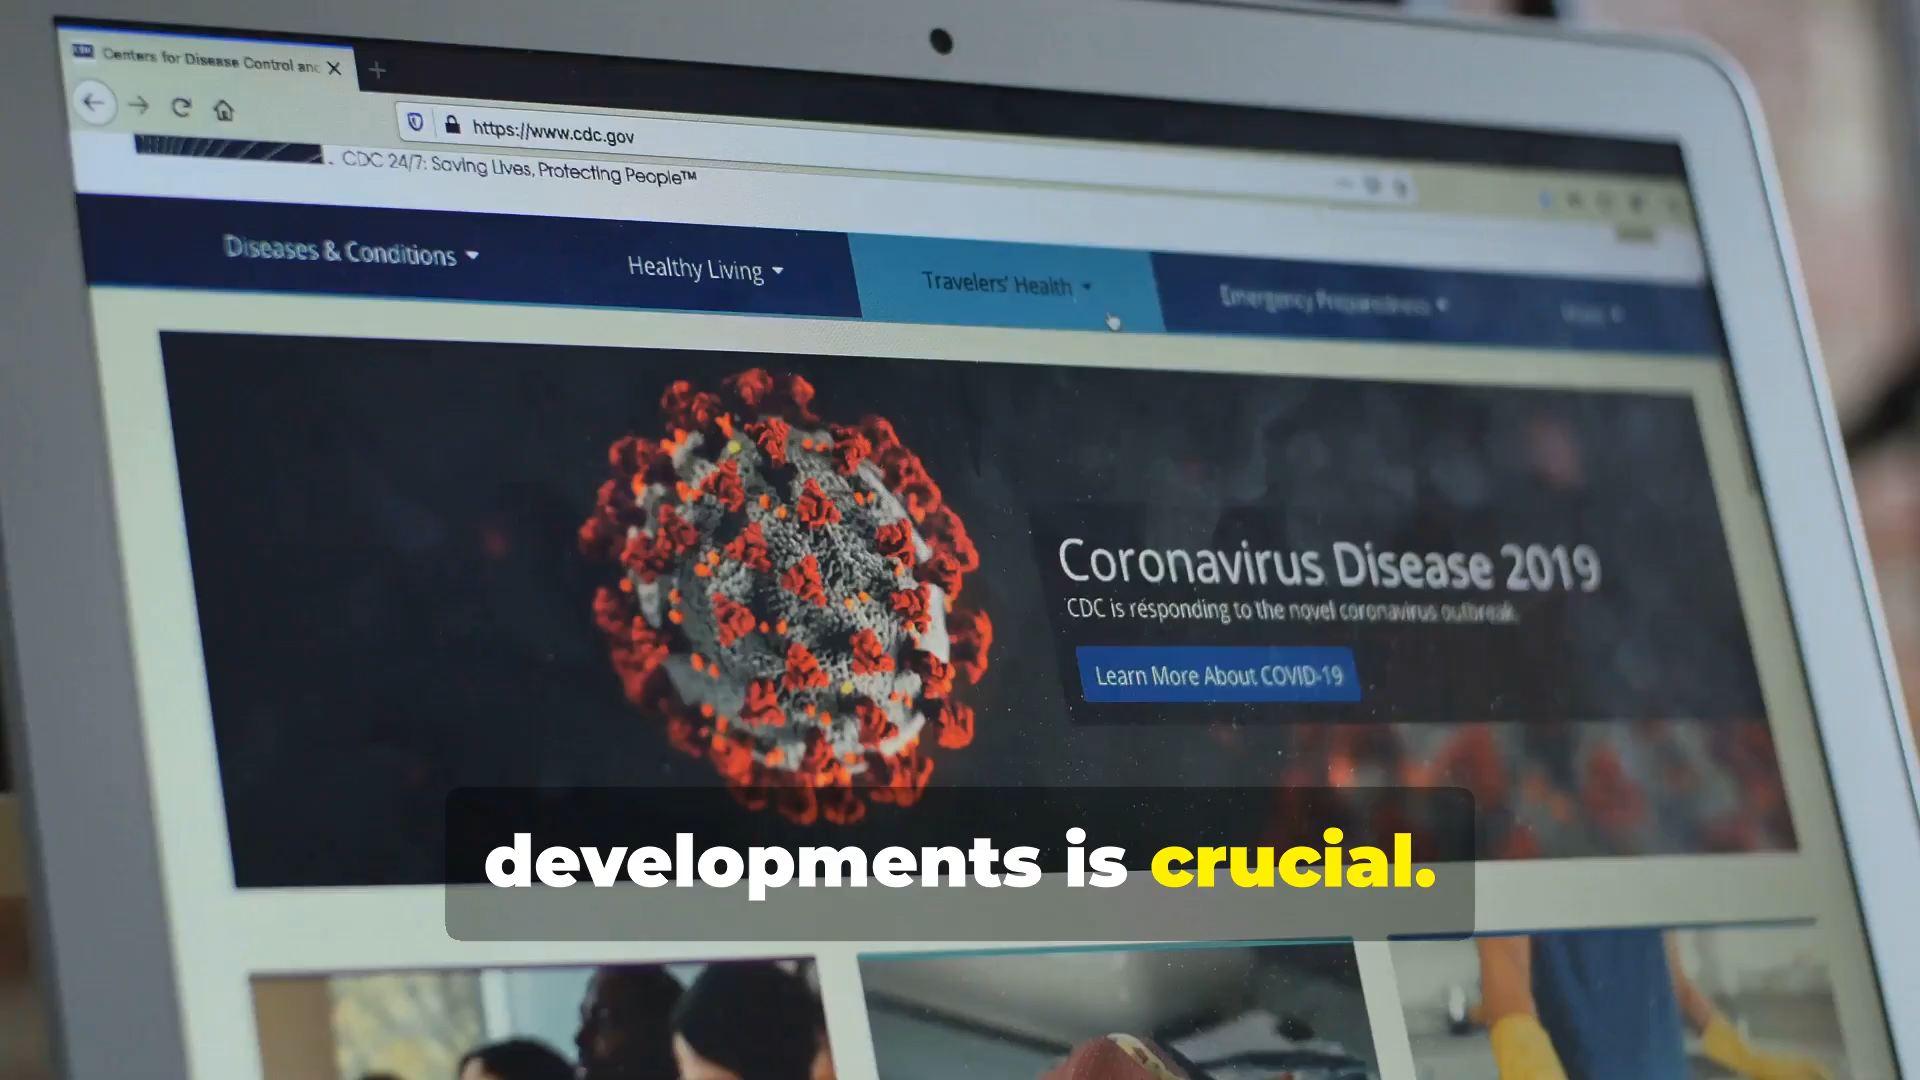 Centers for Disease Control and
https://www.cdc.gov
CDC 24/7: Saving Lives, Protecting People™
Diseases & Conditions
Healthy Living
Travelers' Health
Emergency Preparedness
Coronavirus Disease 2019
CDC is responding to the novel coronavirus outbreak.
Learn More About COVID-19
developments is crucial.